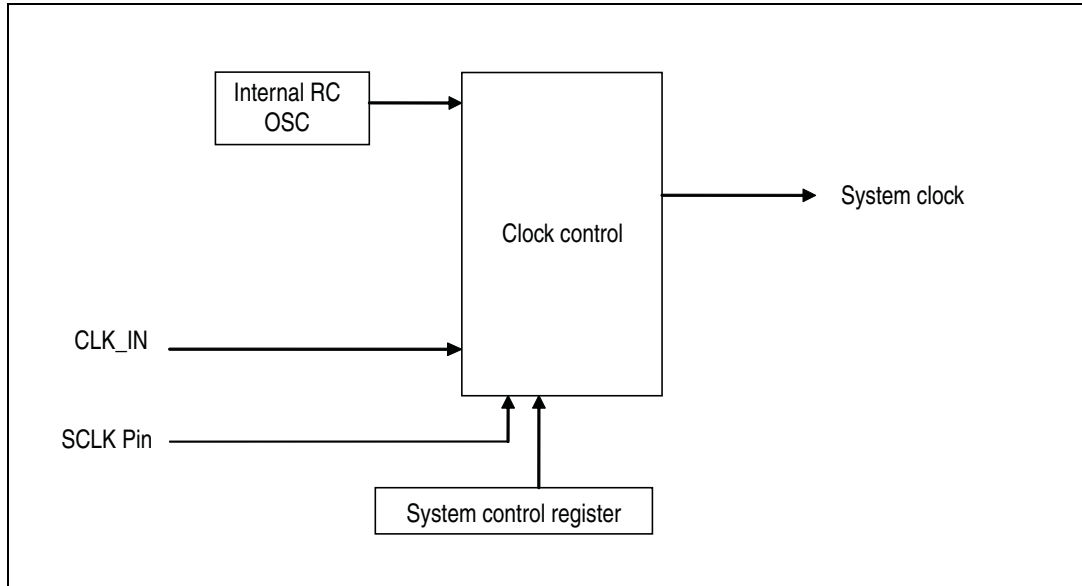 Internal RC
OSC
System clock
Clock control
CLK_IN
SCLK Pin
System control register